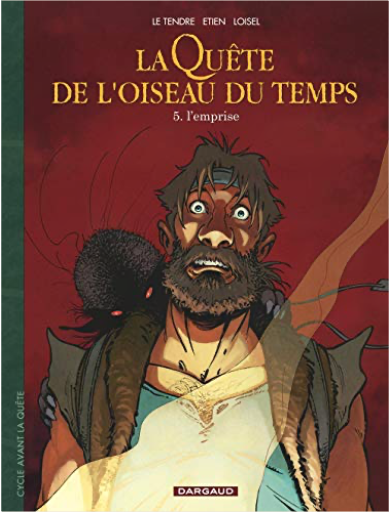 LE TENDRE ETIEN LOISEL
LA QUÊTE
DE L'OISEAU DU TEMPS
5. l'emprise
CYCLE AVANT LA QUÊTE
DARGAUD